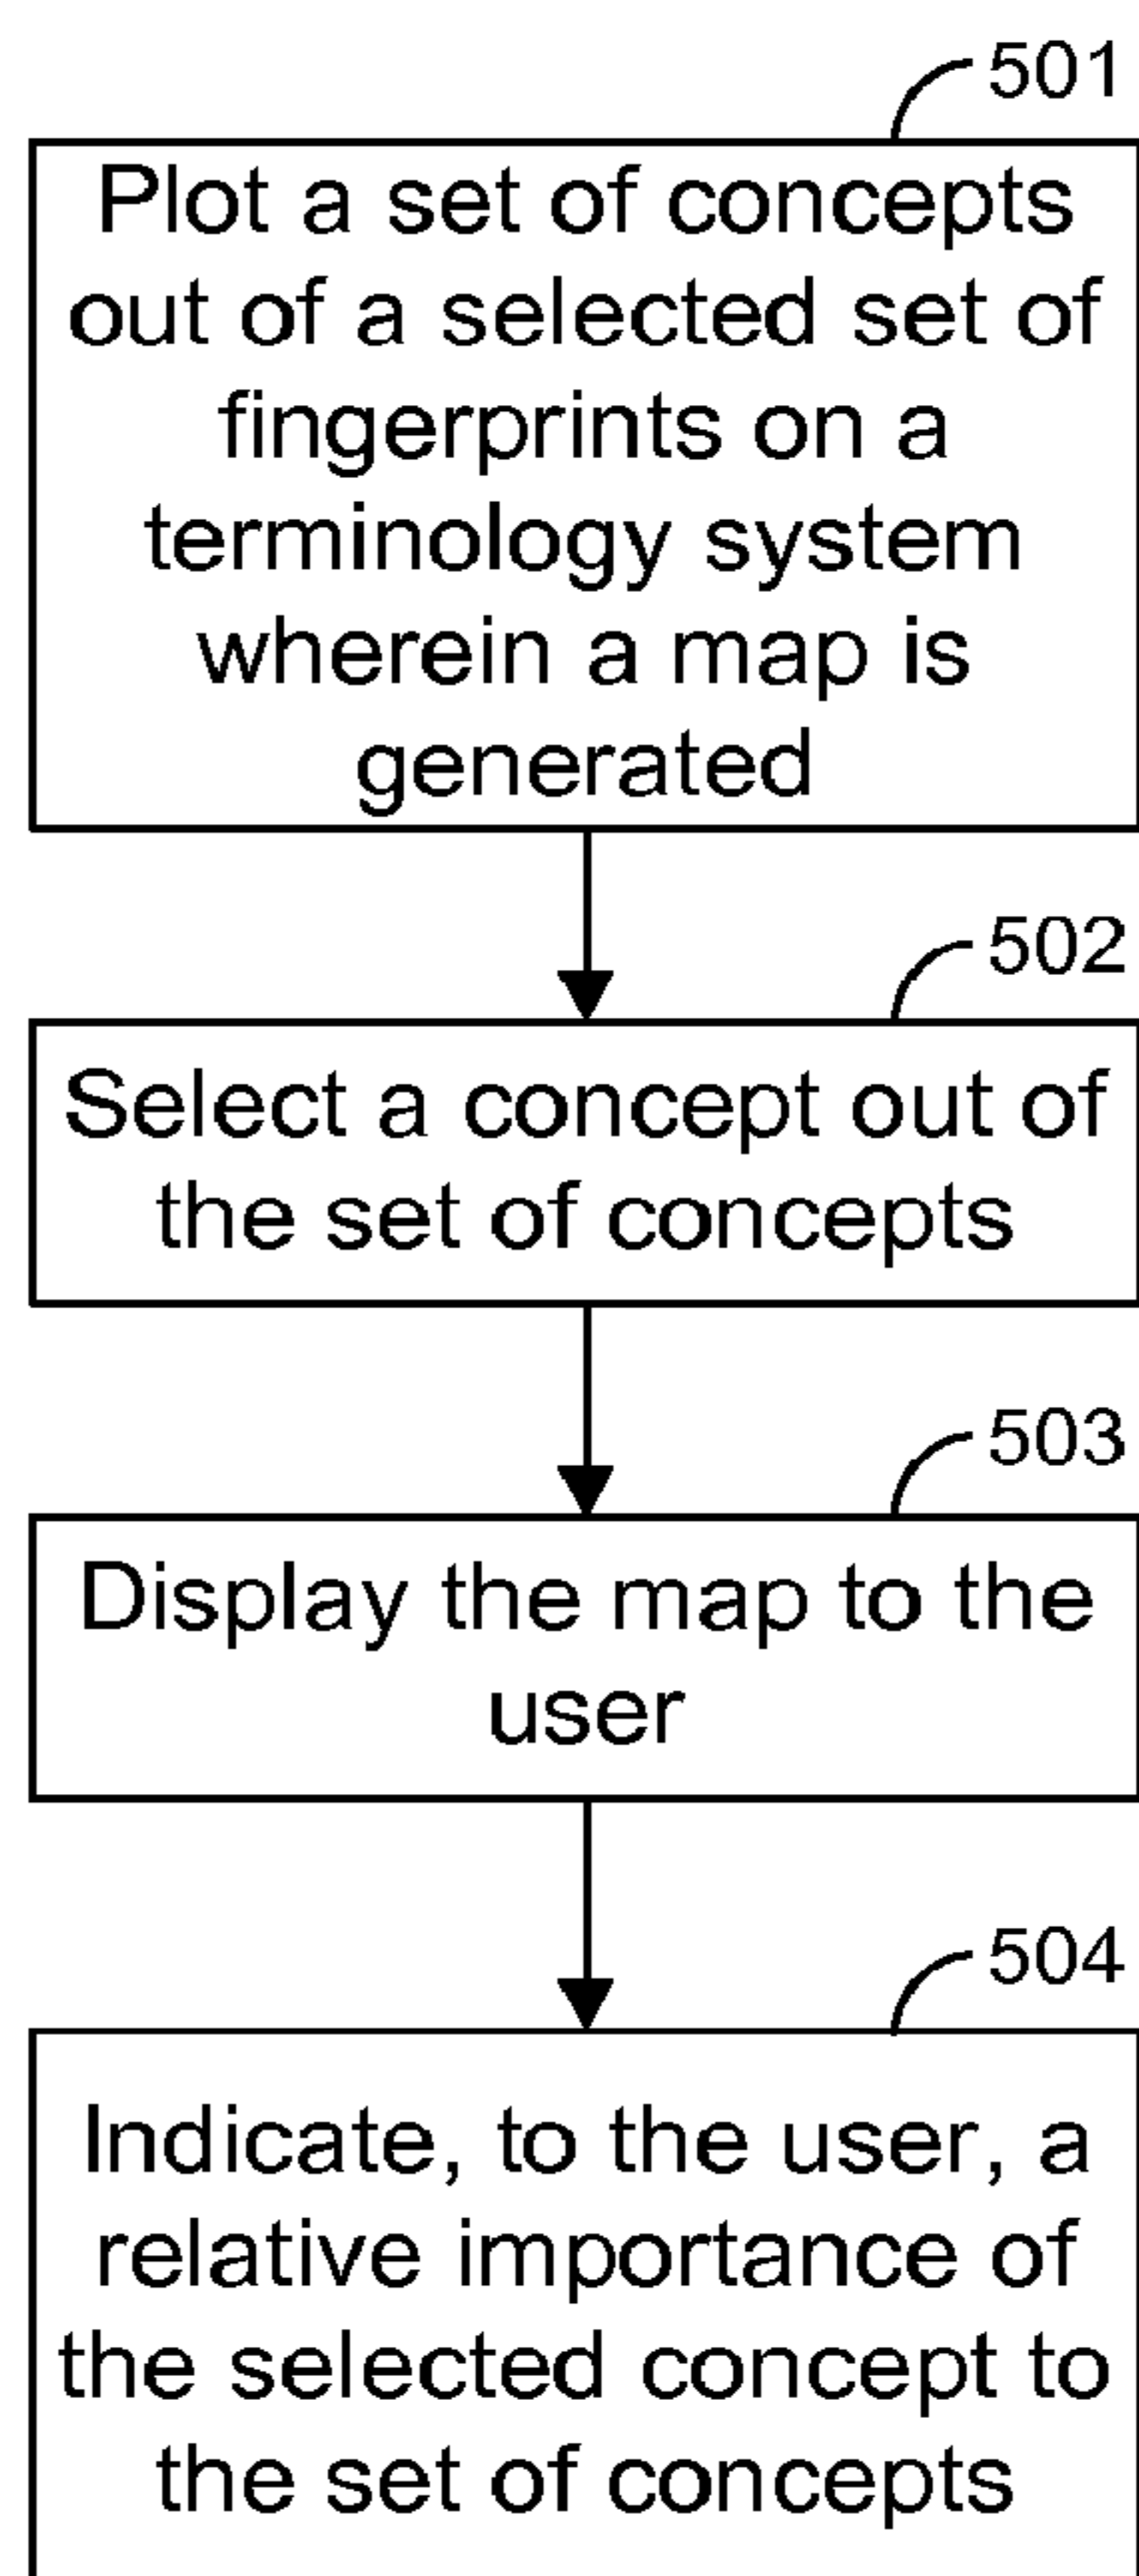 501
Plot a set of concepts
out of a selected set of
fingerprints on a
terminology system
wherein a map is
generated
502
Select a concept out of
the set of concepts
503
Display the map to the
user
504
Indicate, to the user, a
relative importance of
the selected concept to
the set of concepts